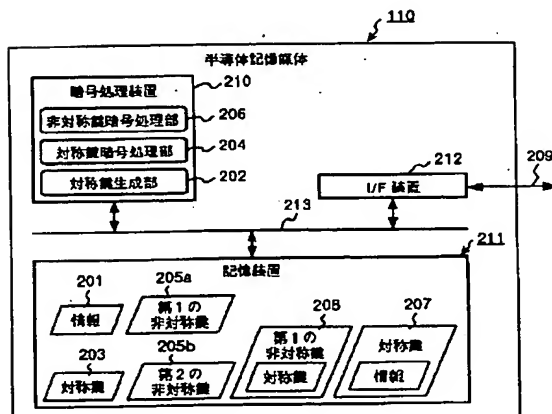 110
半導体記憶媒体
210
暗号処理装置
206
非対称鍵暗号処理部
204
対称鍵暗号処理部
202
対称鍵生成部
212
209
I/F 装置
213
211
記憶装置
201
情報
205a
第1の
非対称鍵
208
第1の
非対称鍵
対称鍵
207
対称鍵
情報
203
対称鍵
205b
第2の
非対称鍵